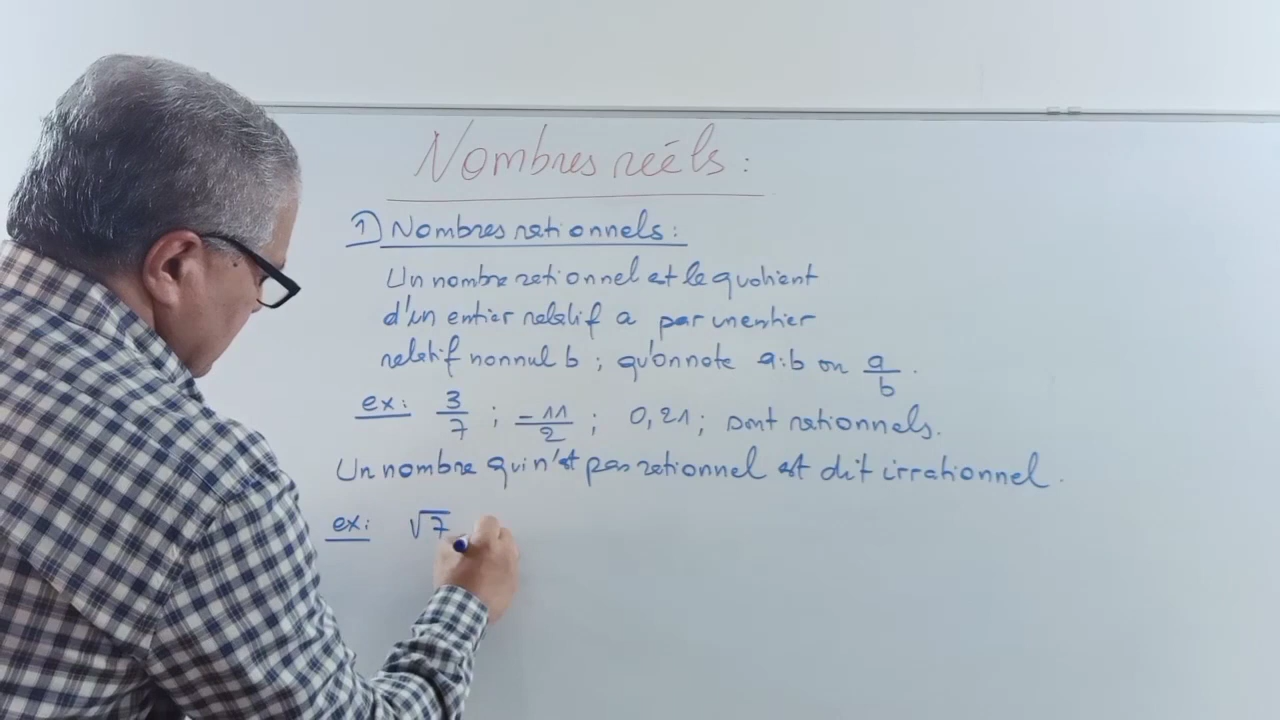 Nombres réels :
1) Nombres rationnels :
Un nombre rationnel est le quotient
d'un entier relatif a par un entier
relatif non nul b ; qu'on note a:b ou a/b.
ex: 3/7 ; -11/2 ; 0,21 ; sont rationnels.
Un nombre qui n'est pas rationnel est dit irrationnel.
ex: √7